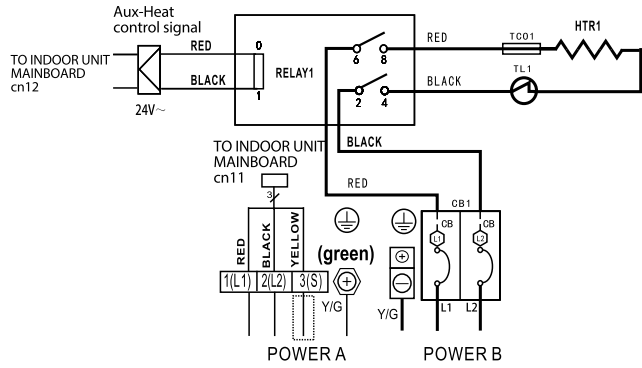 Aux-Heat
control signal
TO INDOOR UNIT
MAINBOARD
cn12
24V~
RED
BLACK
0
1
RELAY1
6
8
2
4
RED
TCO1
HTR1
BLACK
TL1
BLACK
RED
TO INDOOR UNIT
MAINBOARD
cn11
3
RED
BLACK
YELLOW
(green)
1(L1)
2(L2)
3(S)
Y/G
Y/G
CB1
CB
CB
L1
L2
L1
L2
POWER A
POWER B